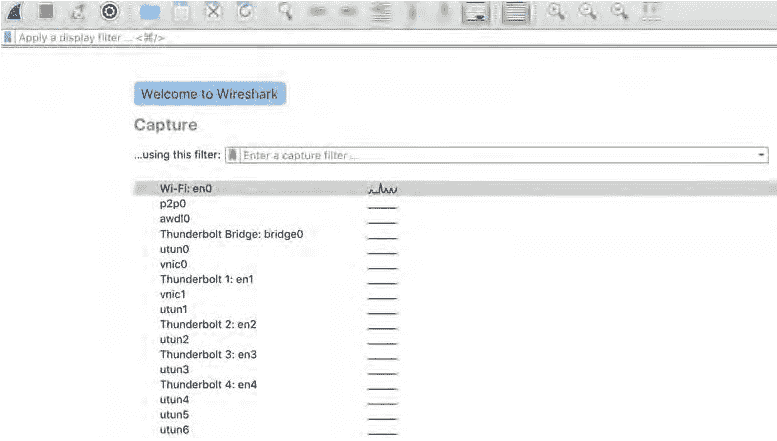 Apply a display filter ... <⌘/>
Welcome to Wireshark
Capture
...using this filter: Enter a capture filter ...
Wi-Fi: en0
p2p0
awdl0
Thunderbolt Bridge: bridge0
utun0
vnic0
Thunderbolt 1: en1
vnic1
utun1
Thunderbolt 2: en2
utun2
Thunderbolt 3: en3
utun3
Thunderbolt 4: en4
utun4
utun5
utun6